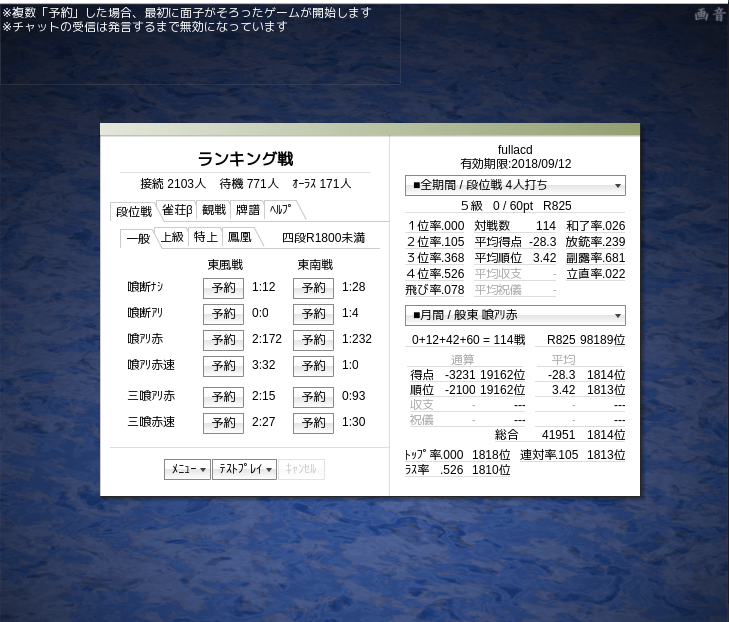 ※複数「予約」した場合、最初に面子がそろったゲームが開始します
※チャットの受信は発言するまで無効になっています
画 音
ランキング戦
接続 2103人 待機 771人 ｵｰﾗｽ 171人
段位戦 雀荘β 観戦 牌譜 ﾍﾙﾌﾟ
一般 上級 特上 鳳凰 四段R1800未満
東風戦 東南戦
喰断ﾅｼ 予約 1:12 予約 1:28
喰断ｱﾘ 予約 0:0 予約 1:4
喰ｱﾘ赤 予約 2:172 予約 1:232
喰ｱﾘ赤速 予約 3:32 予約 1:0
三喰ｱﾘ赤 予約 2:15 予約 0:93
三喰赤速 予約 2:27 予約 1:30
ﾒﾆｭｰ ▼ ﾃｽﾄﾌﾟﾚｲ ▼ ｷｬﾝｾﾙ
fullacd
有効期限:2018/09/12
■全期間 / 段位戦 4人打ち
５級 0 / 60pt R825
１位率.000 対戦数 114 和了率.026
２位率.105 平均得点 -28.3 放銃率.239
３位率.368 平均順位 3.42 副露率.681
４位率.526 平均収支 - 立直率.022
飛び率.078 平均祝儀 -
■月間 / 般東 喰ｱﾘ赤
0+12+42+60 = 114戦 R825 98189位
通算 平均
得点 -3231 19162位 -28.3 1814位
順位 -2100 19162位 3.42 1813位
収支 - --- - ---
祝儀 - --- - ---
総合 41951 1814位
ﾄｯﾌﾟ率.000 1818位 連対率.105 1813位
ﾗｽ率 .526 1810位